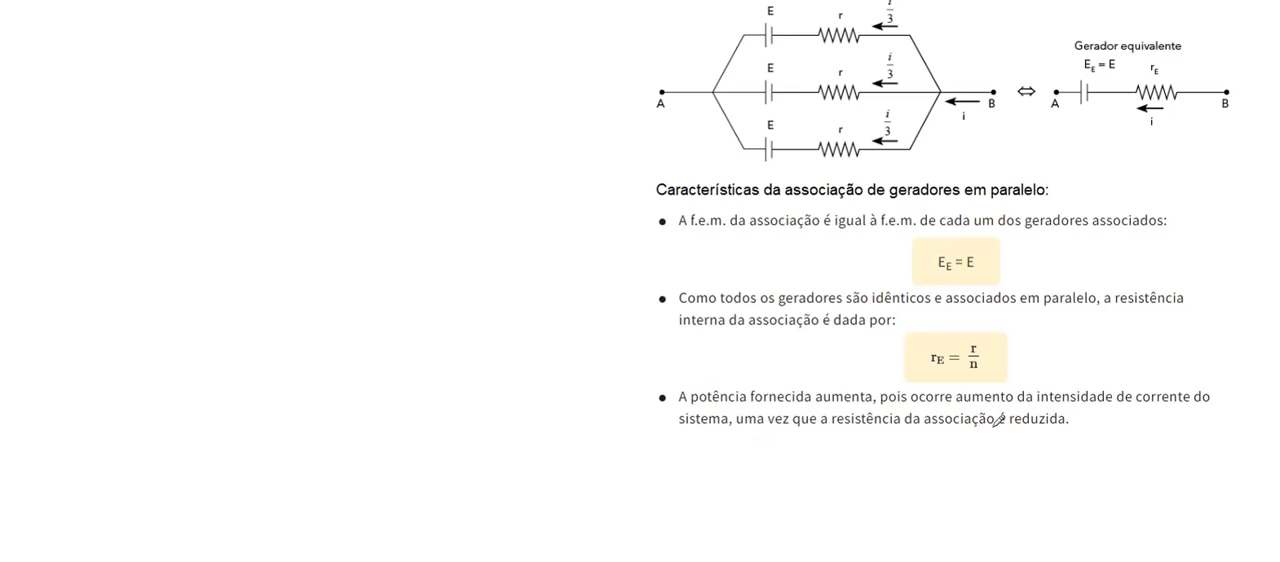 E
r
i/3
E
r
i/3
A
B
i
E
r
i/3
Gerador equivalente
E_E = E
r_E
⇔
A
B
i
Características da associação de geradores em paralelo:
• A f.e.m. da associação é igual à f.e.m. de cada um dos geradores associados:
E_E = E
• Como todos os geradores são idênticos e associados em paralelo, a resistência
interna da associação é dada por:
r_E = r/n
• A potência fornecida aumenta, pois ocorre aumento da intensidade de corrente do
sistema, uma vez que a resistência da associação é reduzida.